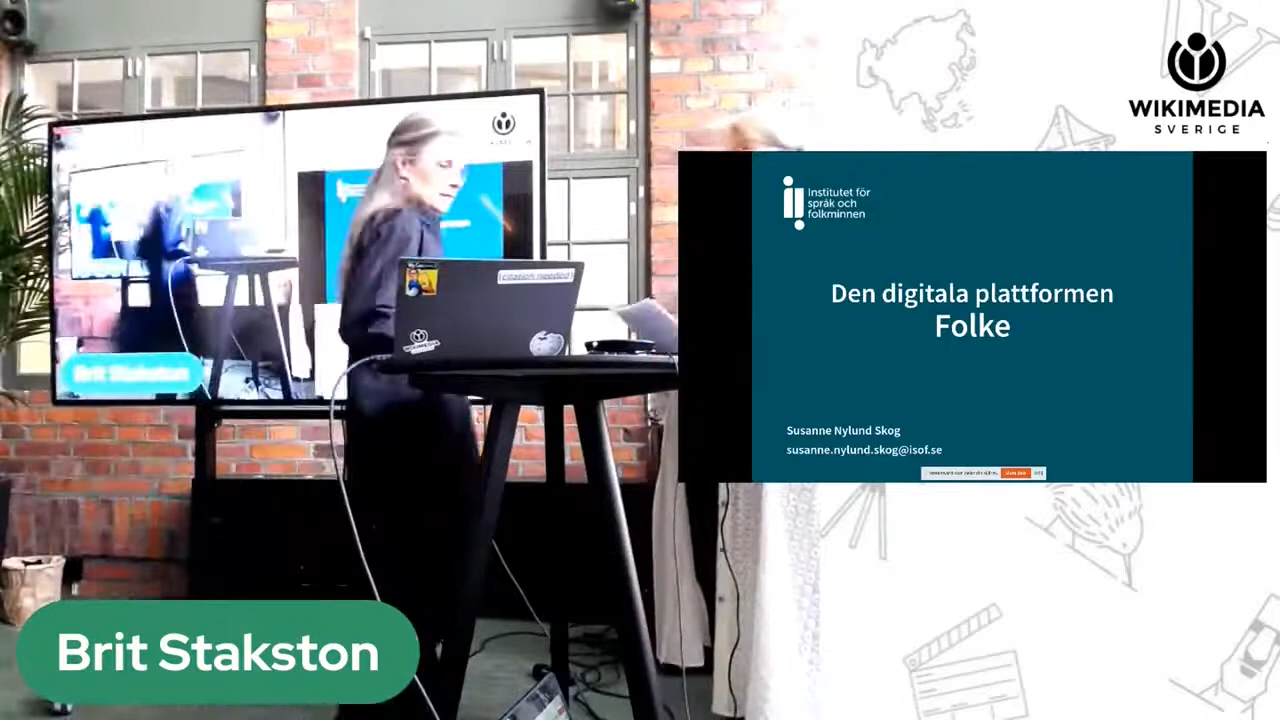 WIKIMEDIA
SVERIGE
Institutet för
språk och
folkminnen
Den digitala plattformen
Folke
Susanne Nylund Skog
susanne.nylund.skog@isof.se
[citation needed]
WIKIMEDIA
Brit Stakston
Brit Stakston